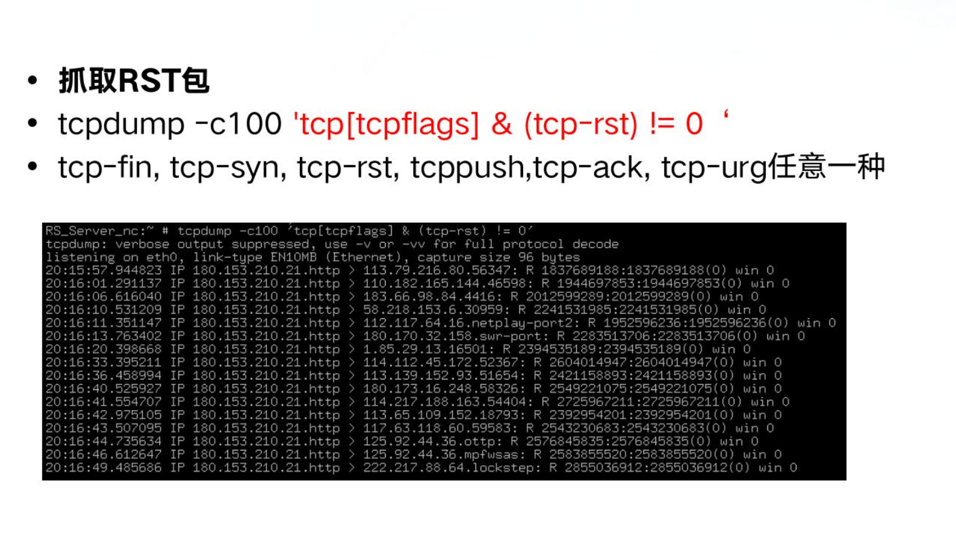 • 抓取RST包
• tcpdump -c100 'tcp[tcpflags] & (tcp-rst) != 0 ‘
• tcp-fin, tcp-syn, tcp-rst, tcppush,tcp-ack, tcp-urg任意一种
RS_Server_nc:~ # tcpdump -c100 'tcp[tcpflags] & (tcp-rst) != 0'
tcpdump: verbose output suppressed, use -v or -vv for full protocol decode
listening on eth0, link-type EN10MB (Ethernet), capture size 96 bytes
20:15:57.944823 IP 180.153.210.21.http > 113.79.216.80.56347: R 1837689188:1837689188(0) win 0
20:16:01.291137 IP 180.153.210.21.http > 110.182.165.144.46598: R 1944697853:1944697853(0) win 0
20:16:06.616040 IP 180.153.210.21.http > 183.66.98.84.4416: R 2012599289:2012599289(0) win 0
20:16:10.531209 IP 180.153.210.21.http > 58.218.153.6.30959: R 2241531985:2241531985(0) win 0
20:16:11.351147 IP 180.153.210.21.http > 112.117.64.16.netplay-port2: R 1952596236:1952596236(0) win 0
20:16:13.763402 IP 180.153.210.21.http > 180.170.32.158.swr-port: R 2283513706:2283513706(0) win 0
20:16:20.398668 IP 180.153.210.21.http > 1.85.29.13.16501: R 2394535189:2394535189(0) win 0
20:16:33.395211 IP 180.153.210.21.http > 114.112.45.172.52367: R 2604014947:2604014947(0) win 0
20:16:36.458994 IP 180.153.210.21.http > 113.139.152.93.51654: R 2421158893:2421158893(0) win 0
20:16:40.525927 IP 180.153.210.21.http > 180.173.16.248.58326: R 2549221075:2549221075(0) win 0
20:16:41.554707 IP 180.153.210.21.http > 114.217.188.163.54404: R 2725967211:2725967211(0) win 0
20:16:42.975105 IP 180.153.210.21.http > 113.65.109.152.18793: R 2392954201:2392954201(0) win 0
20:16:43.507095 IP 180.153.210.21.http > 117.63.118.60.59583: R 2543230683:2543230683(0) win 0
20:16:44.735634 IP 180.153.210.21.http > 125.92.44.36.ottp: R 2576845835:2576845835(0) win 0
20:16:46.612647 IP 180.153.210.21.http > 125.92.44.36.mpfwsas: R 2583855520:2583855520(0) win 0
20:16:49.485686 IP 180.153.210.21.http > 222.217.88.64.lockstep: R 2855036912:2855036912(0) win 0